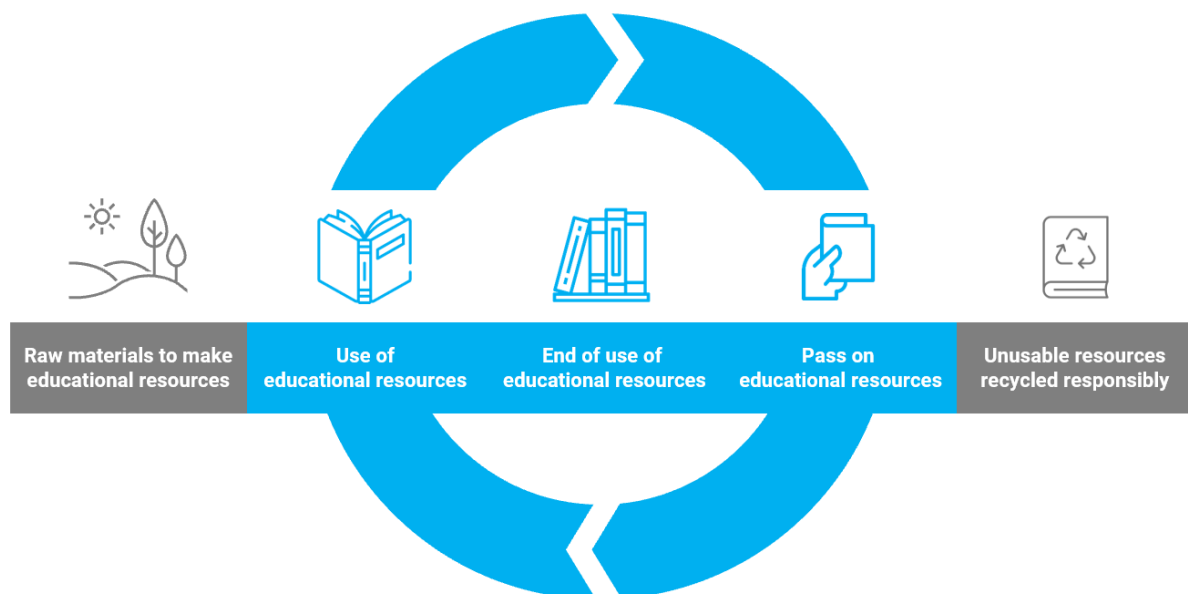 Raw materials to make
educational resources
Use of
educational resources
End of use of
educational resources
Pass on
educational resources
Unusable resources
recycled responsibly